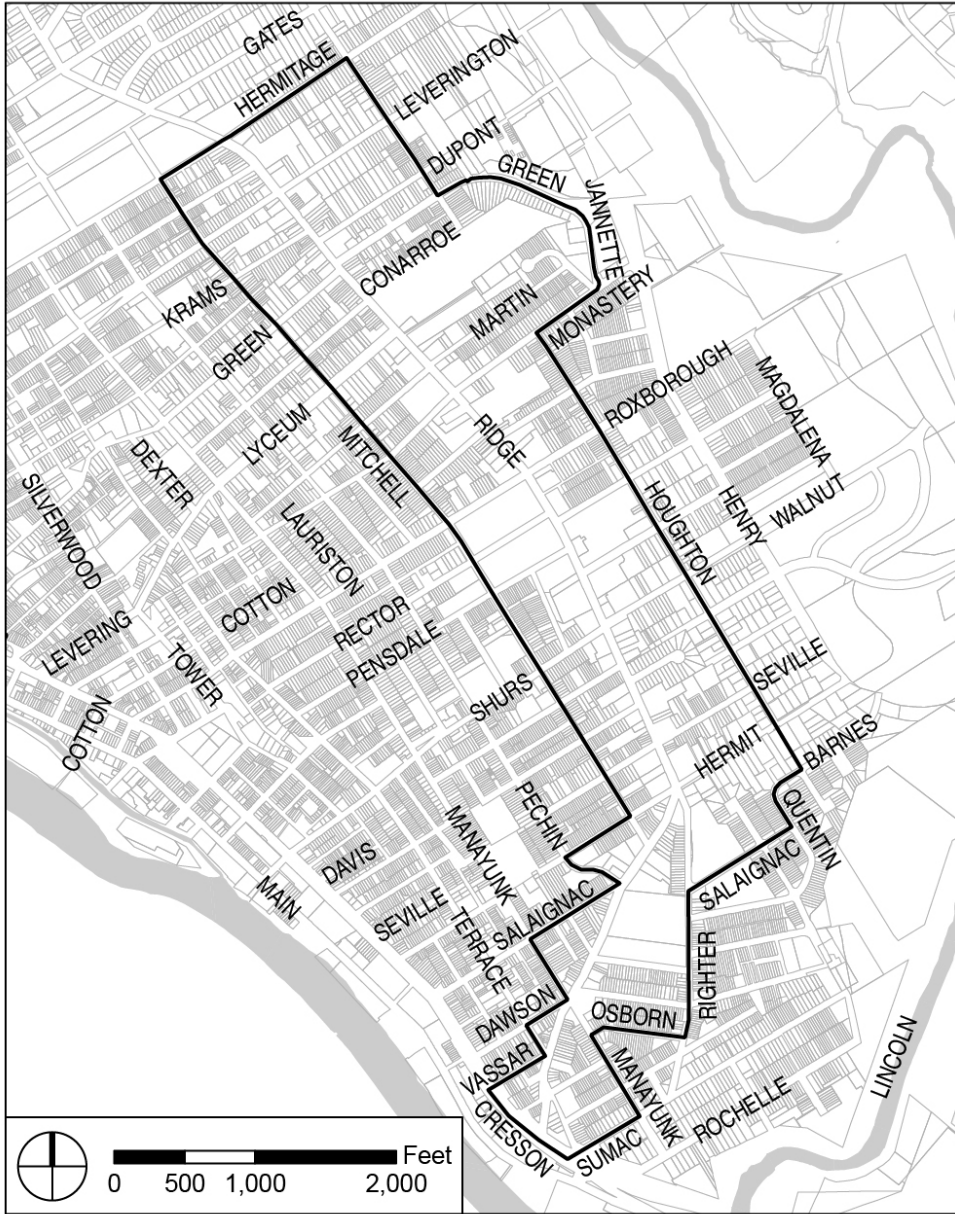 GATES
HERMITAGE
LEVERINGTON
DUPONT
GREEN
JANNETTE
CONARROE
KRAMS
MARTIN
MONASTERY
GREEN
ROXBOROUGH
MAGDALENA
LYCEUM
MITCHELL
RIDGE
DEXTER
SILVERWOOD
HENRY
WALNUT
HOUGHTON
LAURISTON
COTTON
RECTOR
PENSDALE
LEVERING
TOWER
SHURS
SEVILLE
COTTON
HERMIT
BARNES
PECHIN
QUENTIN
MANAYUNK
DAVIS
SALAIGNAC
MAIN
SEVILLE
SALAIGNAC
TERRACE
RIGHTER
DAWSON
OSBORN
LINCOLN
VASSAR
MANAYUNK
ROCHELLE
CRESSON
SUMAC
Feet
0 500 1,000 2,000